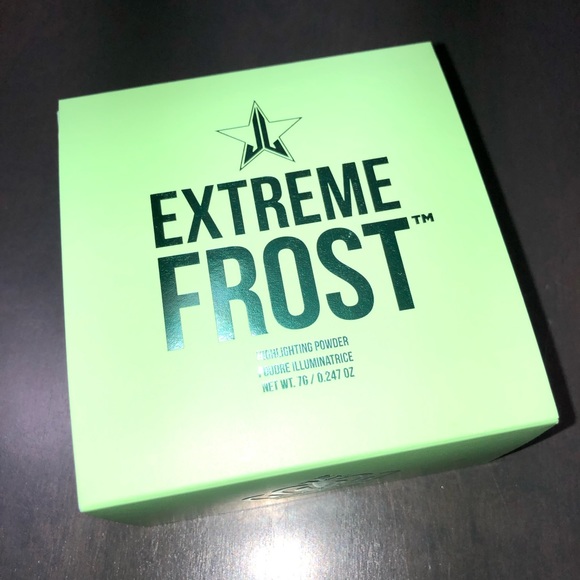 EXTREME
FROST™
HIGHLIGHTING POWDER
POUDRE ILLUMINATRICE
NET WT. 7G / 0.247 OZ